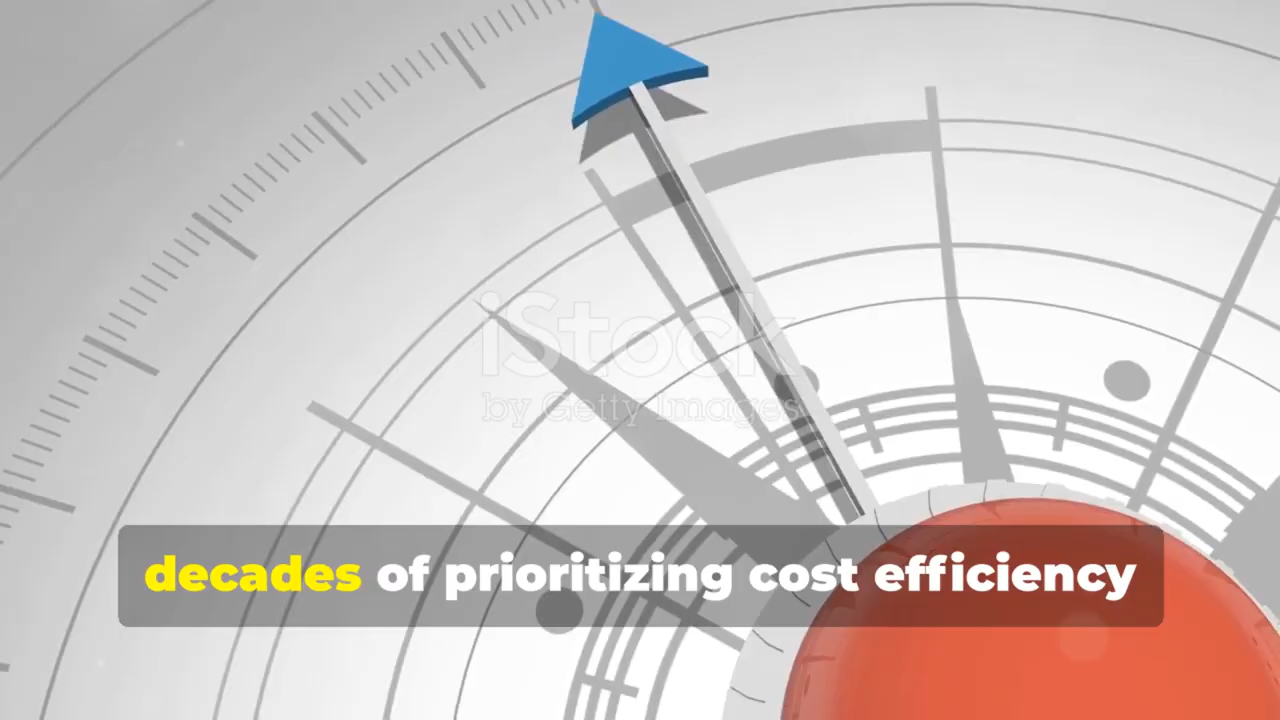 iStock
by Getty Images
decades of prioritizing cost efficiency